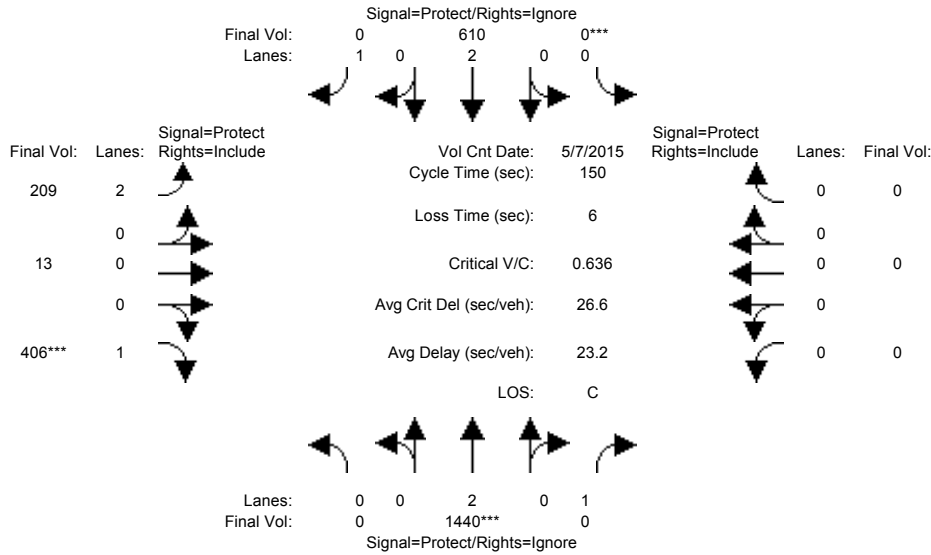 Signal=Protect/Rights=Ignore
Final Vol: 0 610 0***
Lanes: 1 0 2 0 0
Signal=Protect Signal=Protect
Final Vol: Lanes: Rights=Include Vol Cnt Date: 5/7/2015 Rights=Include Lanes: Final Vol:
Cycle Time (sec): 150
209 2 0 0
Loss Time (sec): 6
0 0
13 0 Critical V/C: 0.636 0 0
0 Avg Crit Del (sec/veh): 26.6 0
406*** 1 Avg Delay (sec/veh): 23.2 0 0
LOS: C
Lanes: 0 0 2 0 1
Final Vol: 0 1440*** 0
Signal=Protect/Rights=Ignore